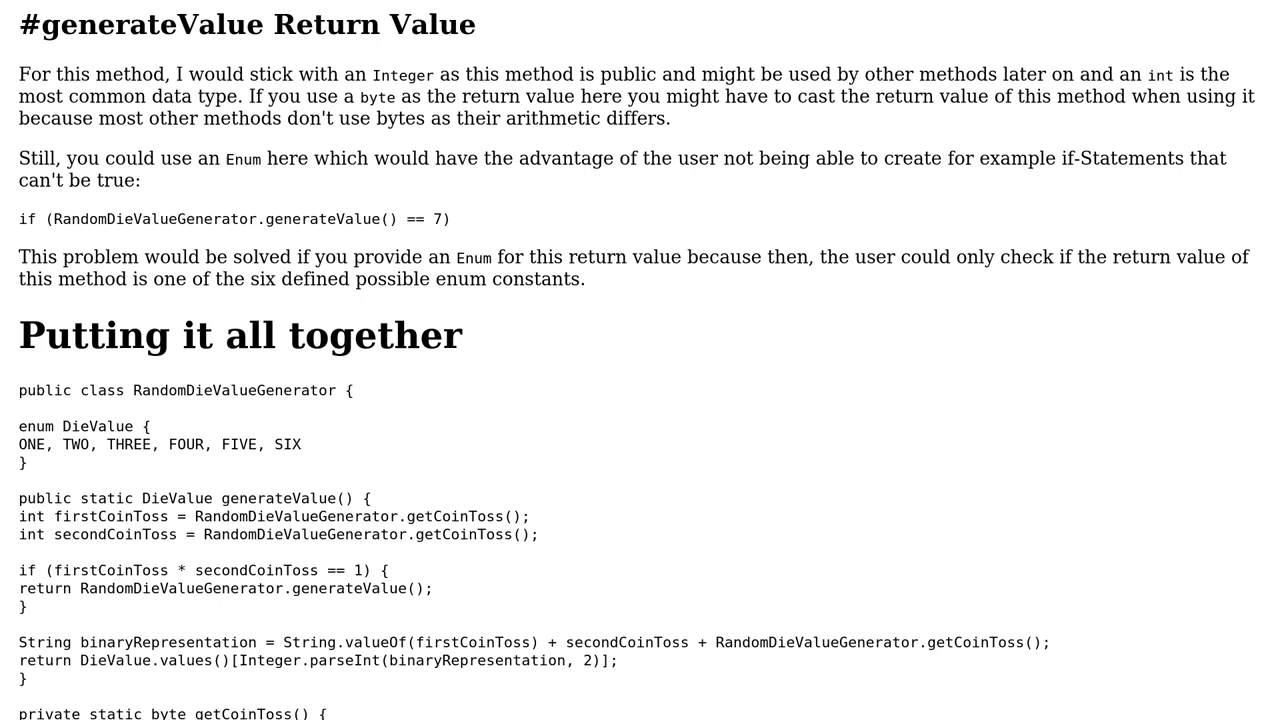 #generateValue Return Value
For this method, I would stick with an Integer as this method is public and might be used by other methods later on and an int is the
most common data type. If you use a byte as the return value here you might have to cast the return value of this method when using it
because most other methods don't use bytes as their arithmetic differs.
Still, you could use an Enum here which would have the advantage of the user not being able to create for example if-Statements that
can't be true:
if (RandomDieValueGenerator.generateValue() == 7)
This problem would be solved if you provide an Enum for this return value because then, the user could only check if the return value of
this method is one of the six defined possible enum constants.
Putting it all together
public class RandomDieValueGenerator {
enum DieValue {
ONE, TWO, THREE, FOUR, FIVE, SIX
}
public static DieValue generateValue() {
int firstCoinToss = RandomDieValueGenerator.getCoinToss();
int secondCoinToss = RandomDieValueGenerator.getCoinToss();
if (firstCoinToss * secondCoinToss == 1) {
return RandomDieValueGenerator.generateValue();
}
String binaryRepresentation = String.valueOf(firstCoinToss) + secondCoinToss + RandomDieValueGenerator.getCoinToss();
return DieValue.values()[Integer.parseInt(binaryRepresentation, 2)];
}
private static byte getCoinToss() {